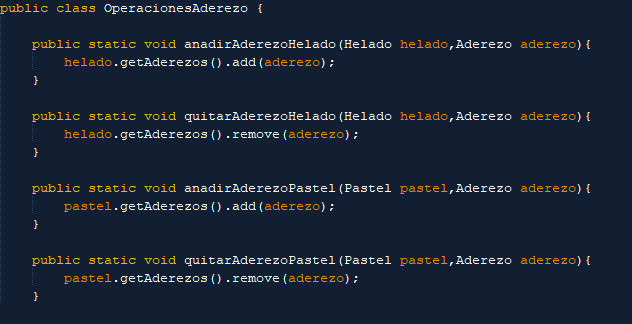 public class OperacionesAderezo {
public static void anadirAderezoHelado(Helado helado,Aderezo aderezo){
helado.getAderezos().add(aderezo);
}
public static void quitarAderezoHelado(Helado helado,Aderezo aderezo){
helado.getAderezos().remove(aderezo);
}
public static void anadirAderezoPastel(Pastel pastel,Aderezo aderezo){
pastel.getAderezos().add(aderezo);
}
public static void quitarAderezoPastel(Pastel pastel,Aderezo aderezo){
pastel.getAderezos().remove(aderezo);
}